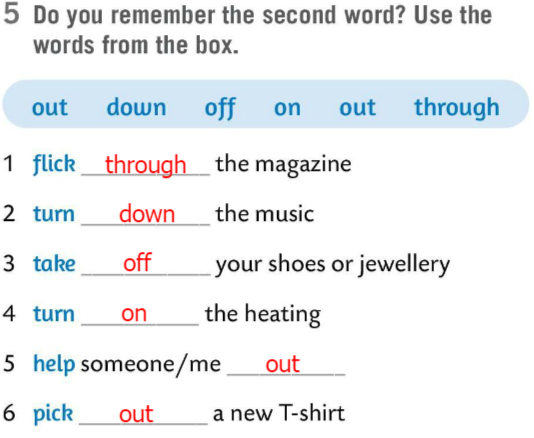 5 Do you remember the second word? Use the
words from the box.
out down off on out through
1 flick through the magazine
2 turn down the music
3 take off your shoes or jewellery
4 turn on the heating
5 help someone/me out
6 pick out a new T-shirt